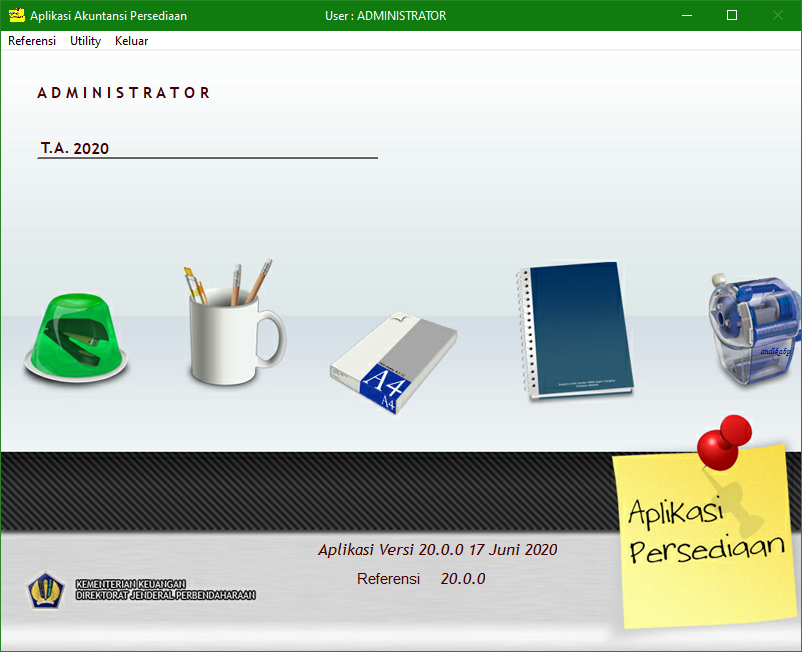 Aplikasi Akuntansi Persediaan
User : ADMINISTRATOR
Referensi Utility Keluar
ADMINISTRATOR
T.A. 2020
A4
A4
andikabp
Aplikasi
Persediaan
Aplikasi Versi 20.0.0 17 Juni 2020
Referensi 20.0.0
KEMENTERIAN KEUANGAN
DIREKTORAT JENDERAL PERBENDAHARAAN